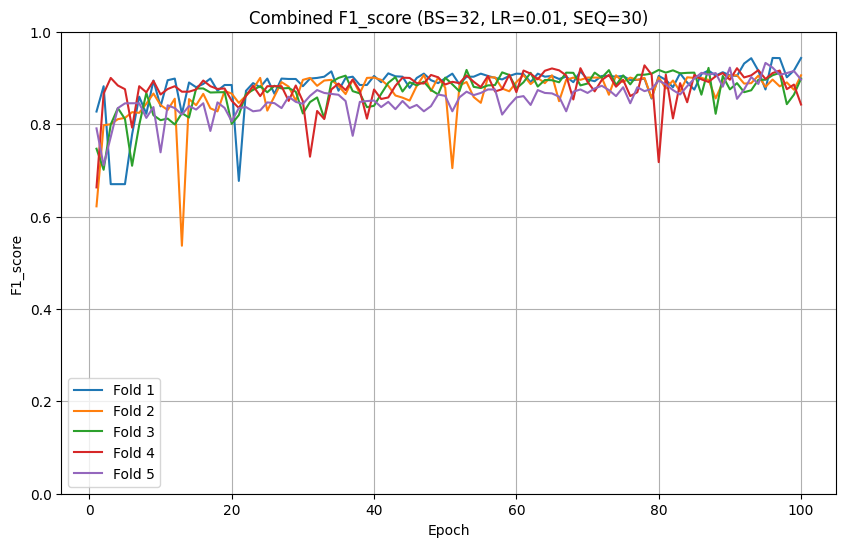 Combined F1_score (BS=32, LR=0.01, SEQ=30)
F1_score
1.0
0.8
0.6
0.4
0.2
0.0
Fold 1
Fold 2
Fold 3
Fold 4
Fold 5
0 20 40 60 80 100
Epoch